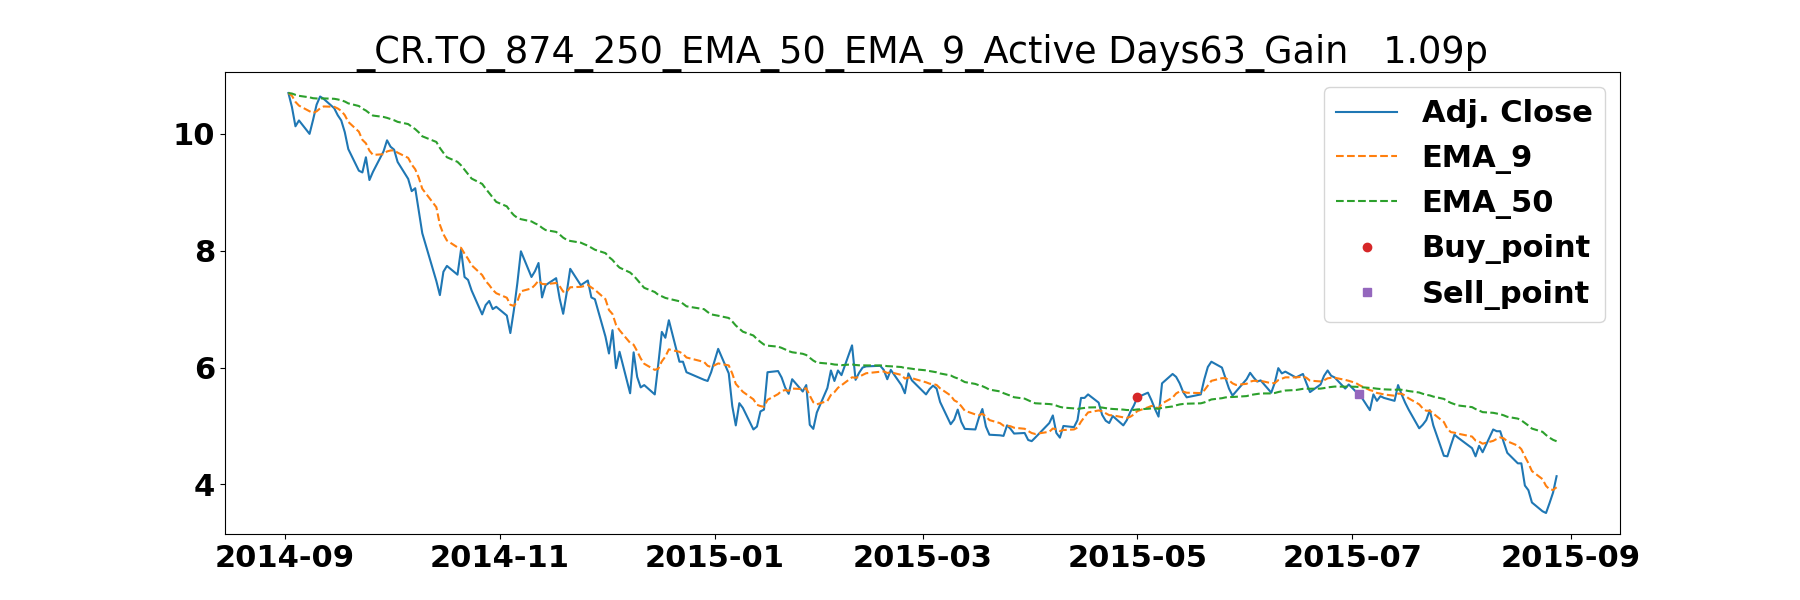 _CR.TO_874_250_EMA_50_EMA_9_Active Days63_Gain   1.09p
10
8
6
4
Adj. Close
EMA_9
EMA_50
Buy_point
Sell_point
2014-09 2014-11 2015-01 2015-03 2015-05 2015-07 2015-09